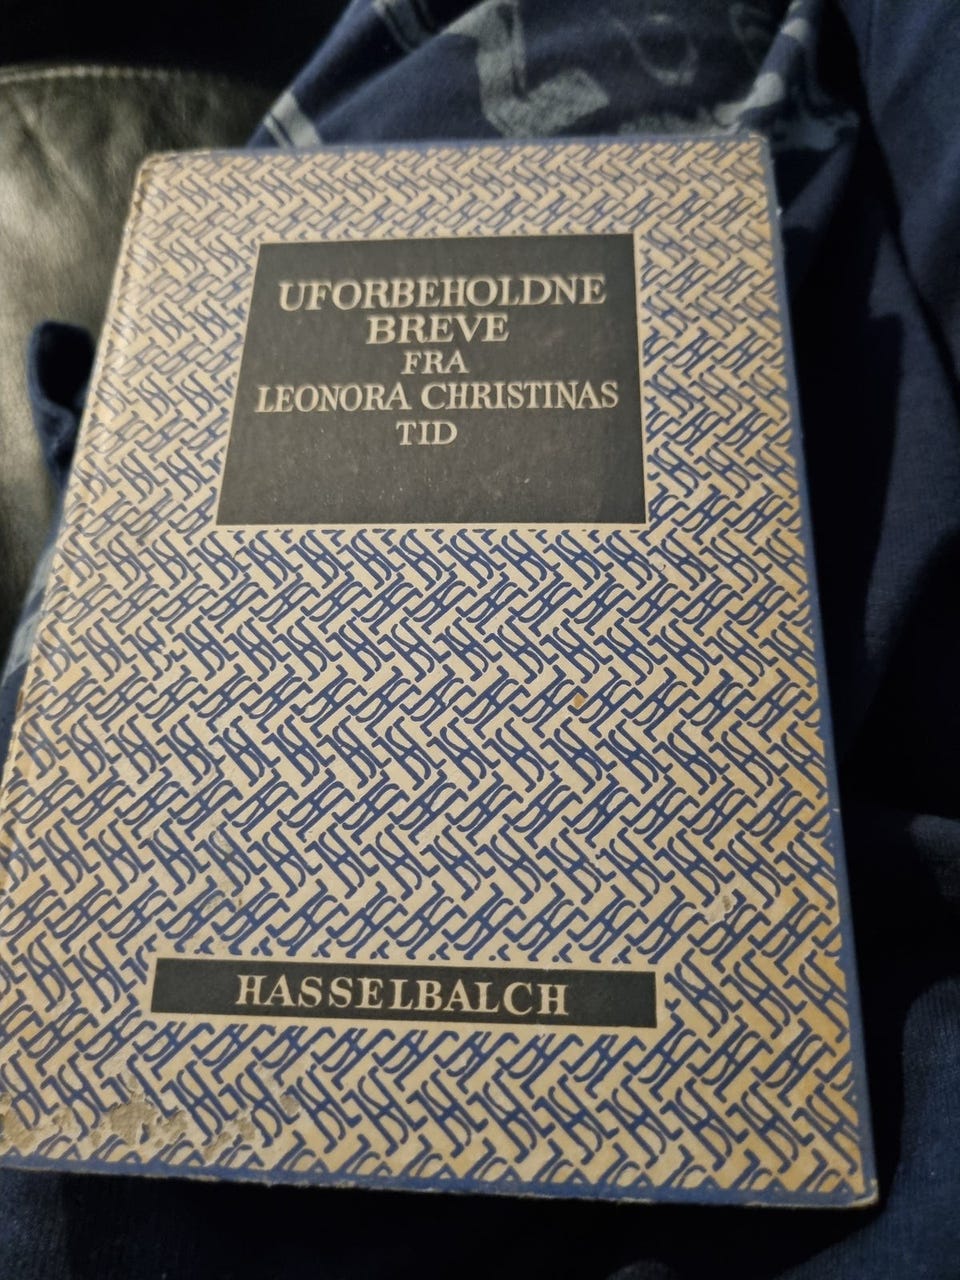 UFORBEHOLDNE
BREVE
FRA
LEONORA CHRISTINAS
TID
HASSELBALCH